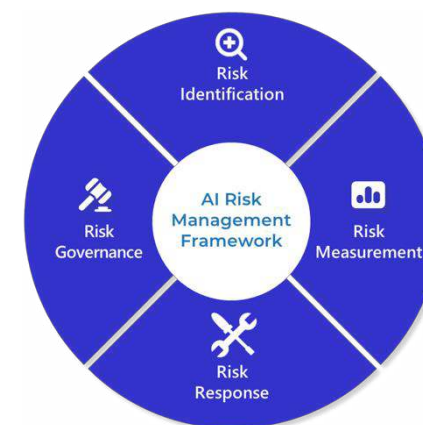 Risk
Identification
AI Risk
Management
Framework
Risk
Governance
Risk
Measurement
Risk
Response